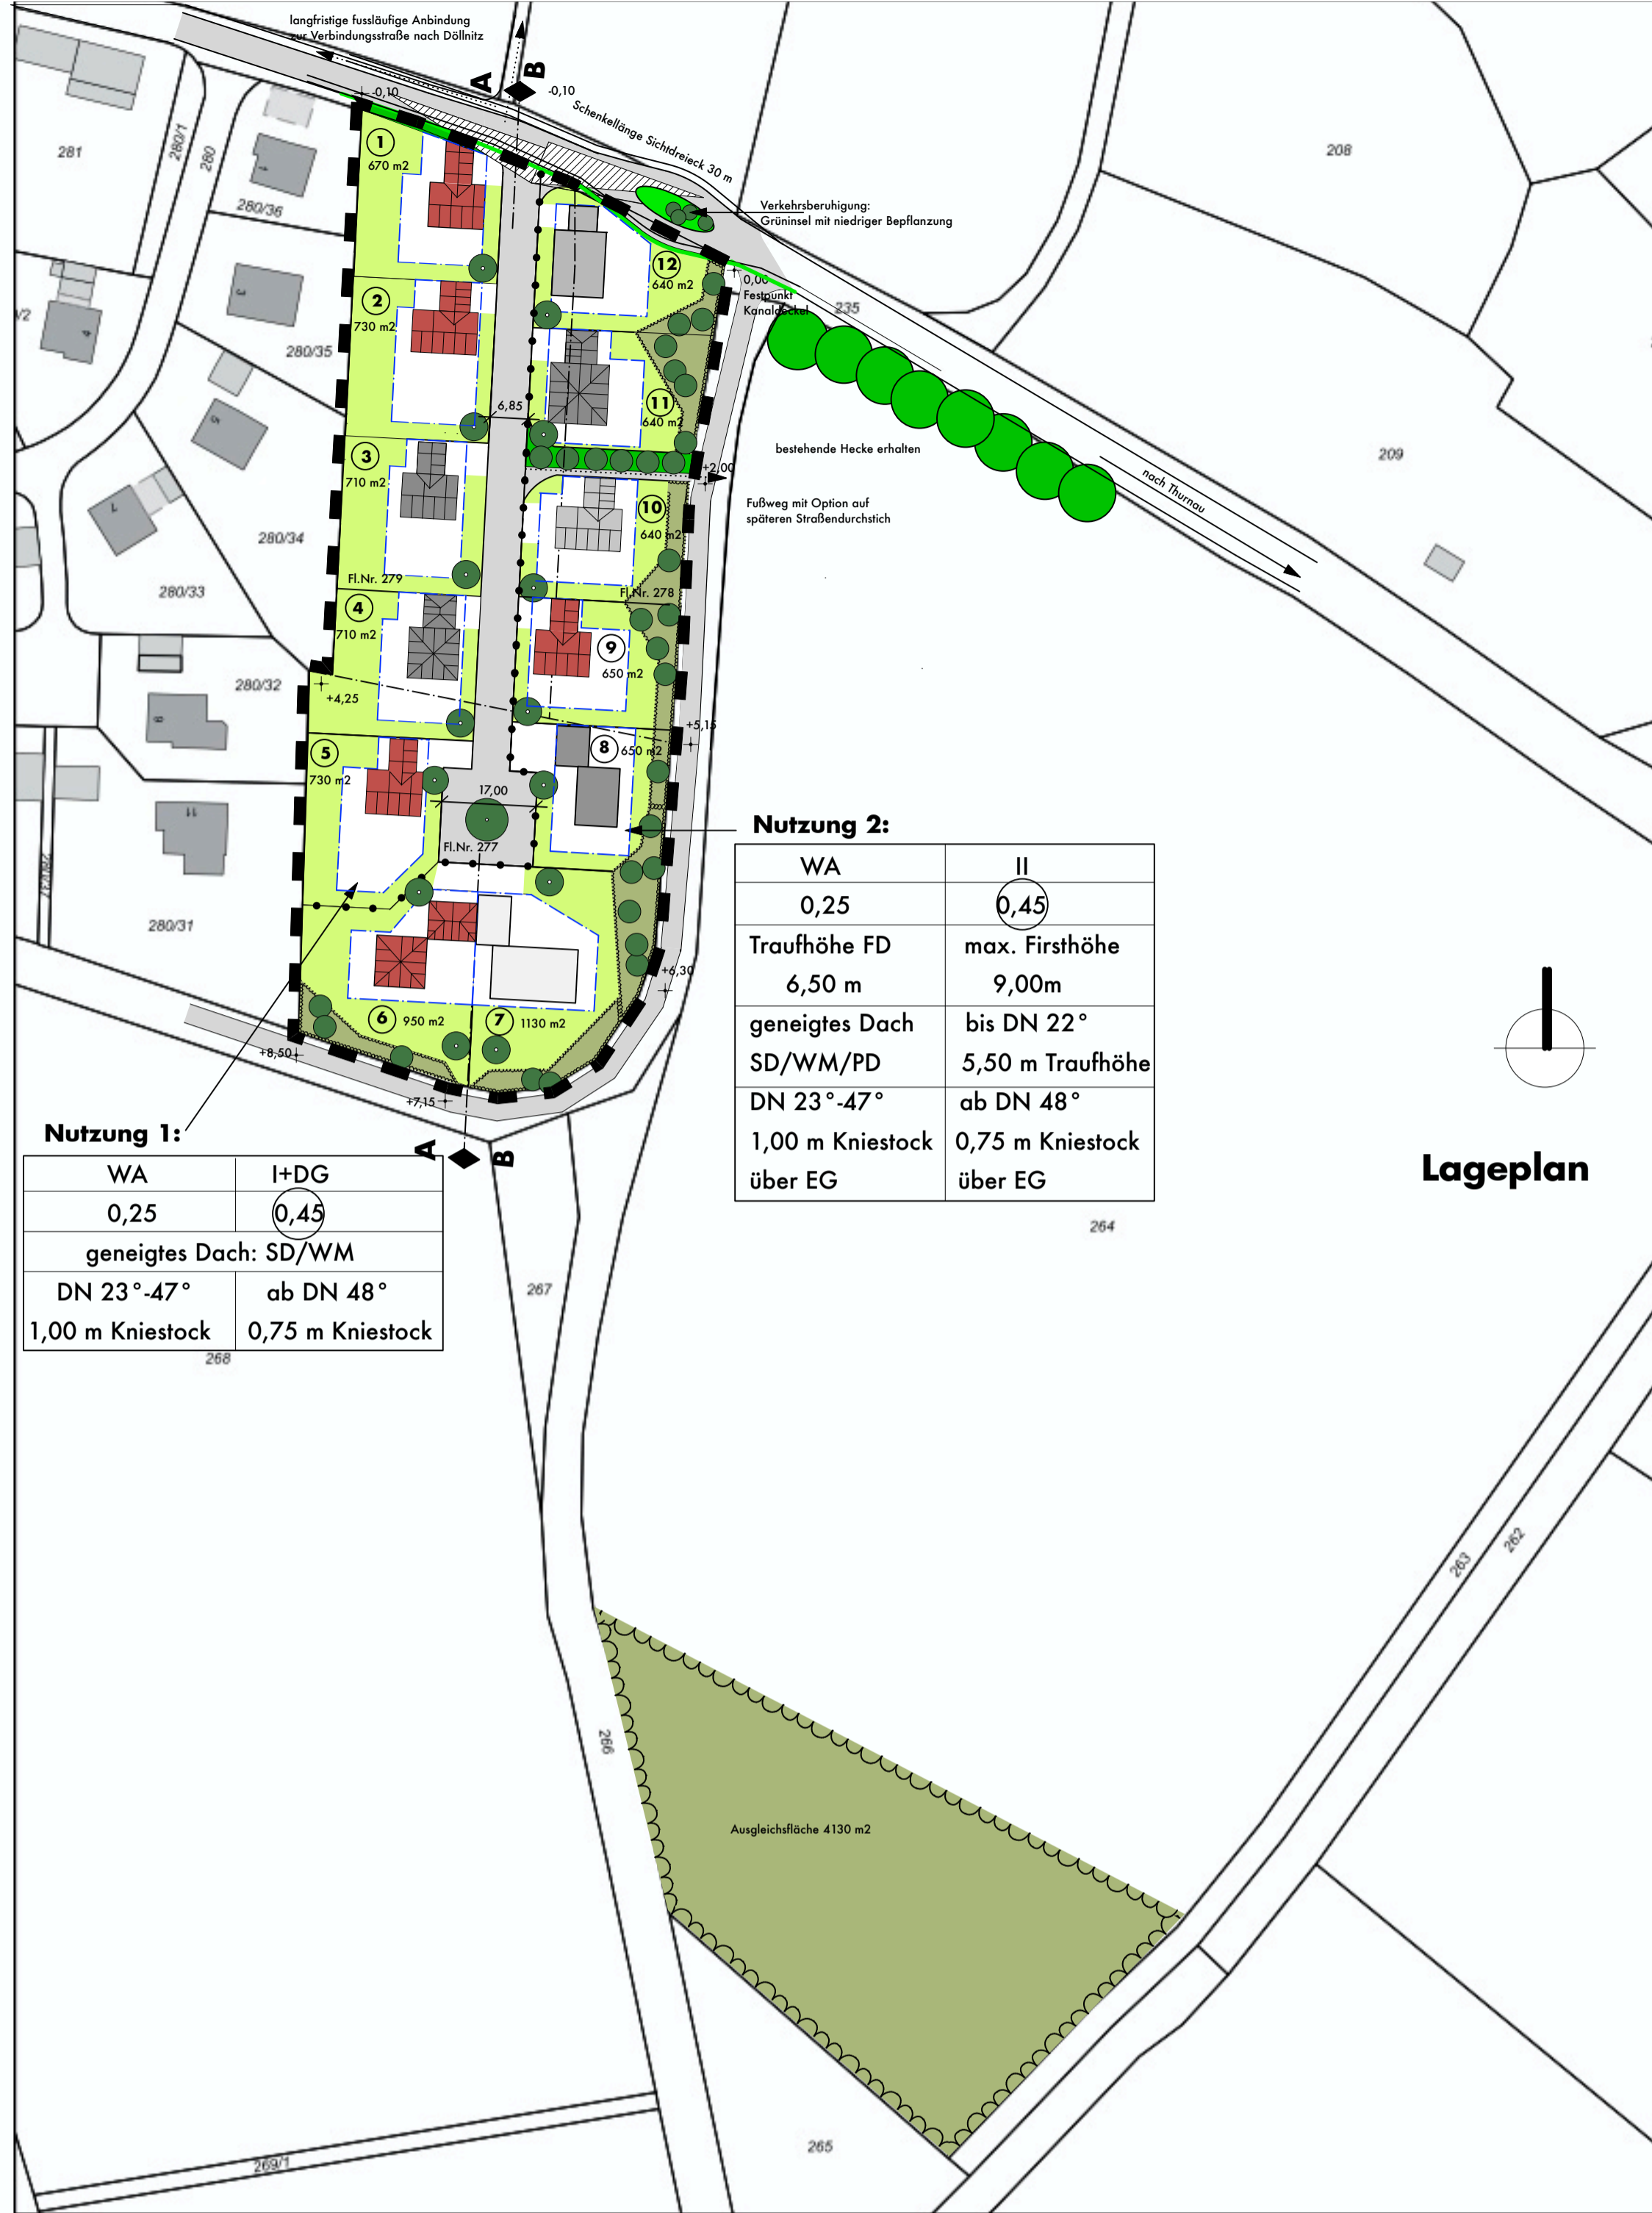 langfristige fussläufige Anbindung
zur Verbindungsstraße nach Döllnitz
A
B
-0,10
-0,10
Schenkellänge Sichtdreieck 30 m
281
280/1
280
1
280/36
1
670 m2
208
Verkehrsberuhigung:
Grüninsel mit niedriger Bepflanzung
12
640 m2
0,00
Festpunkt
Kanaldeckel
235
3
4
280/35
2
730 m2
6,85
11
640 m2
bestehende Hecke erhalten
209
nach Thurnau
5
3
710 m2
+2,00
Fußweg mit Option auf
späteren Straßendurchstich
10
640 m2
7
280/34
280/33
Fl.Nr. 279
Fl.Nr. 278
4
710 m2
9
650 m2
280/32
+4,25
9
+5,15
5
730 m2
8
650 m2
17,00
11
Fl.Nr. 277
280/37
280/31
+6,30
6
950 m2
7
1130 m2
+8,50
+7,15
A
B
Nutzung 2:
WA
II
0,25
0,45
Traufhöhe FD
max. Firsthöhe
6,50 m
9,00m
geneigtes Dach
bis DN 22°
SD/WM/PD
5,50 m Traufhöhe
DN 23°-47°
ab DN 48°
1,00 m Kniestock
0,75 m Kniestock
über EG
über EG
Nutzung 1:
WA
I+DG
0,25
0,45
geneigtes Dach: SD/WM
DN 23°-47°
ab DN 48°
1,00 m Kniestock
0,75 m Kniestock
Lageplan
264
267
268
263
262
266
Ausgleichsfläche 4130 m2
265
269/1